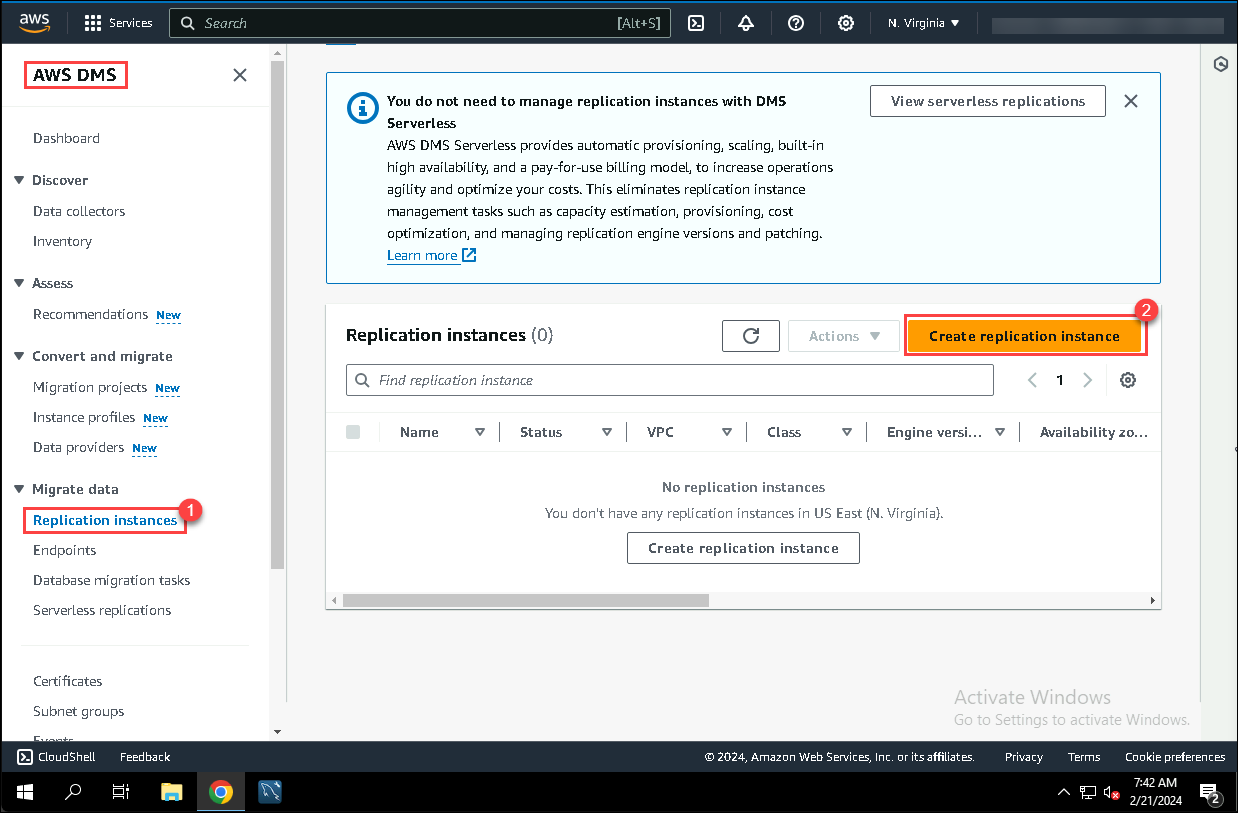 aws
Services
Search
[Alt+S]
N. Virginia
AWS DMS
Dashboard
Discover
Data collectors
Inventory
Assess
Recommendations New
Convert and migrate
Migration projects New
Instance profiles New
Data providers New
Migrate data
Replication instances
1
Endpoints
Database migration tasks
Serverless replications
Certificates
Subnet groups
Events
You do not need to manage replication instances with DMS
Serverless
AWS DMS Serverless provides automatic provisioning, scaling, built-in
high availability, and a pay-for-use billing model, to increase operations
agility and optimize your costs. This eliminates replication instance
management tasks such as capacity estimation, provisioning, cost
optimization, and managing replication engine versions and patching.
Learn more
View serverless replications
Replication instances (0)
Actions
Create replication instance
2
Find replication instance
1
Name
Status
VPC
Class
Engine versi...
Availability zo...
No replication instances
You don't have any replication instances in US East (N. Virginia).
Create replication instance
Activate Windows
Go to Settings to activate Windows.
CloudShell
Feedback
© 2024, Amazon Web Services, Inc. or its affiliates.
Privacy
Terms
Cookie preferences
7:42 AM
2/21/2024
2